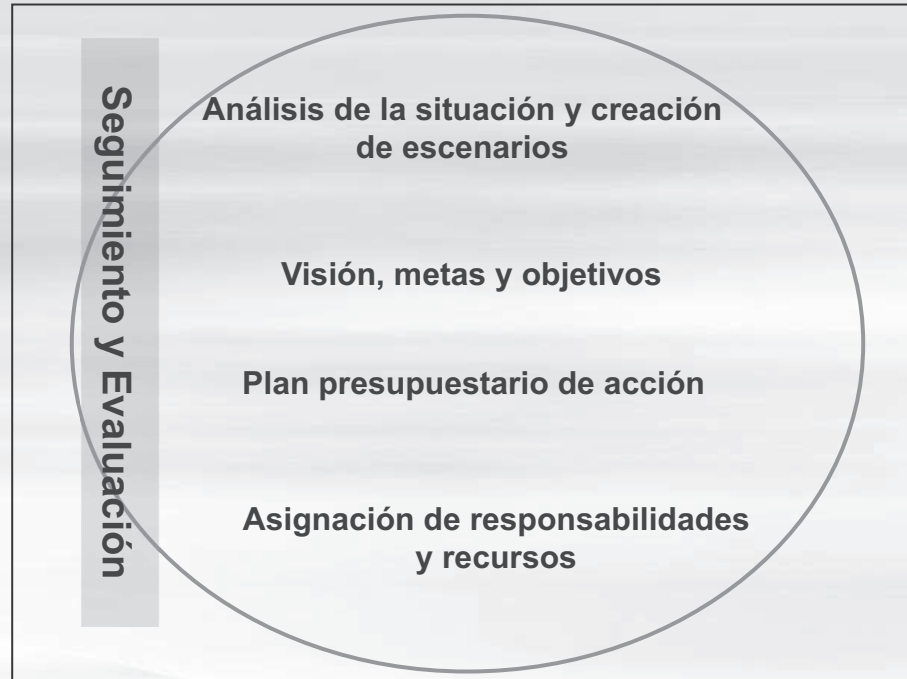 Seguimiento y Evaluación
Análisis de la situación y creación
de escenarios
Visión, metas y objetivos
Plan presupuestario de acción
Asignación de responsabilidades
y recursos